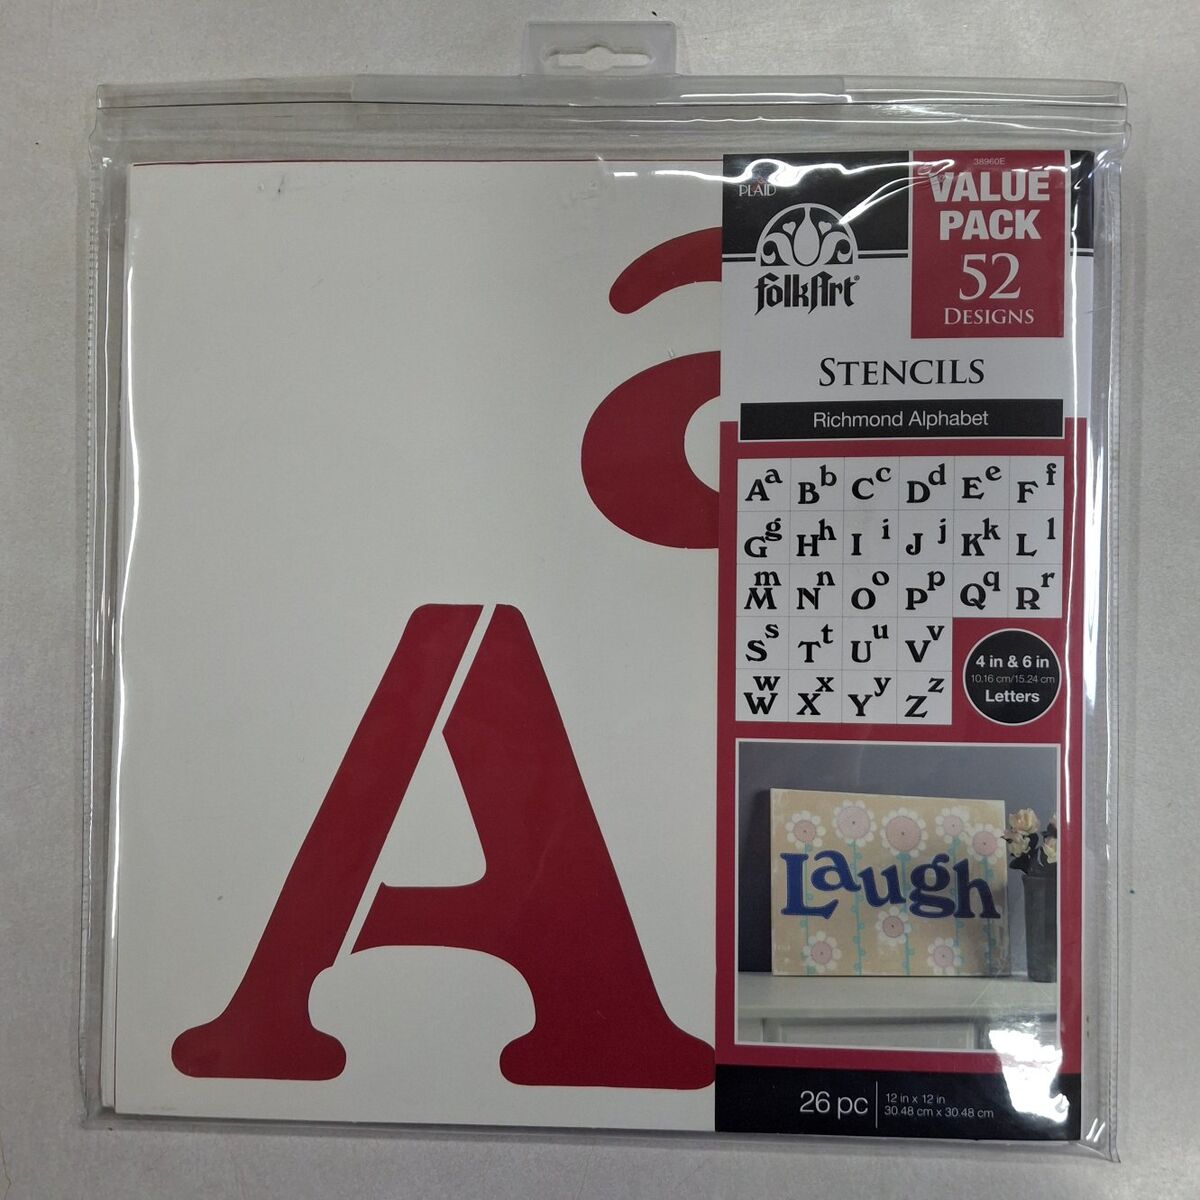 38960E
PLAID
VALUE
PACK
52
DESIGNS
folkArt®
STENCILS
Richmond Alphabet
Aa Bb Cc Dd Ee Ff
Gg Hh Ii Jj Kk Ll
Mm Nn Oo Pp Qq Rr
Ss Tt Uu Vv
Ww Xx Yy Zz
4 in & 6 in
10.16 cm/15.24 cm
Letters
Laugh
26 pc
12 in x 12 in
30.48 cm x 30.48 cm
a
A